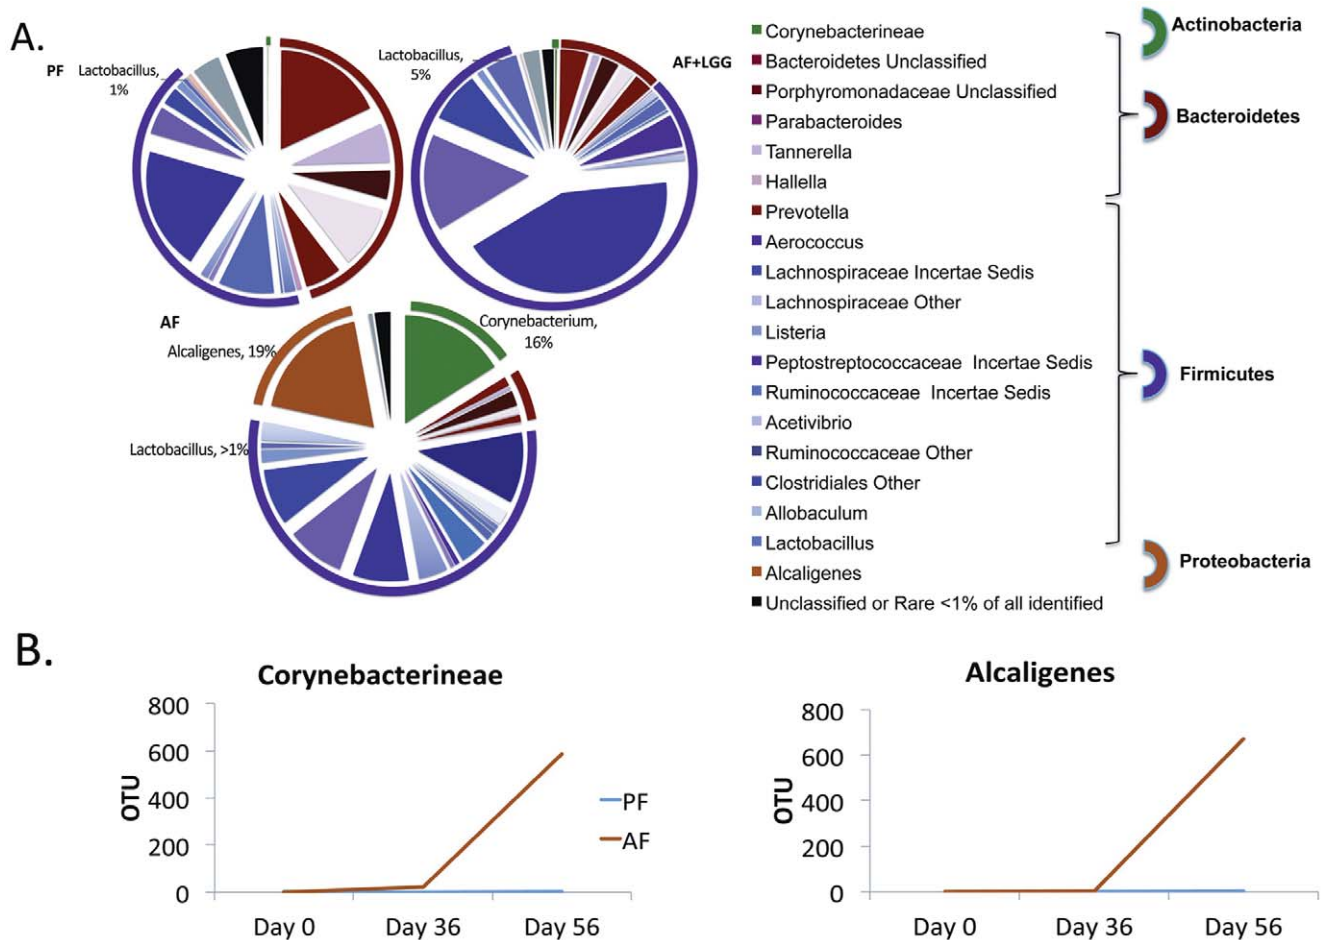 A.
PF
Lactobacillus,
1%
Lactobacillus,
5%
AF+LGG
AF
Alcaligenes, 19%
Corynebacterium,
16%
Lactobacillus, >1%
Corynebacterineae
Bacteroidetes Unclassified
Porphyromonadaceae Unclassified
Parabacteroides
Tannerella
Hallella
Prevotella
Aerococcus
Lachnospiraceae Incertae Sedis
Lachnospiraceae Other
Listeria
Peptostreptococcaceae Incertae Sedis
Ruminococcaceae Incertae Sedis
Acetivibrio
Ruminococcaceae Other
Clostridiales Other
Allobaculum
Lactobacillus
Alcaligenes
Unclassified or Rare <1% of all identified
Actinobacteria
Bacteroidetes
Firmicutes
Proteobacteria
B.
Corynebacterineae
800
600
400
200
0
OTU
Day 0 Day 36 Day 56
PF
AF
Alcaligenes
800
600
400
200
0
OTU
Day 0 Day 36 Day 56